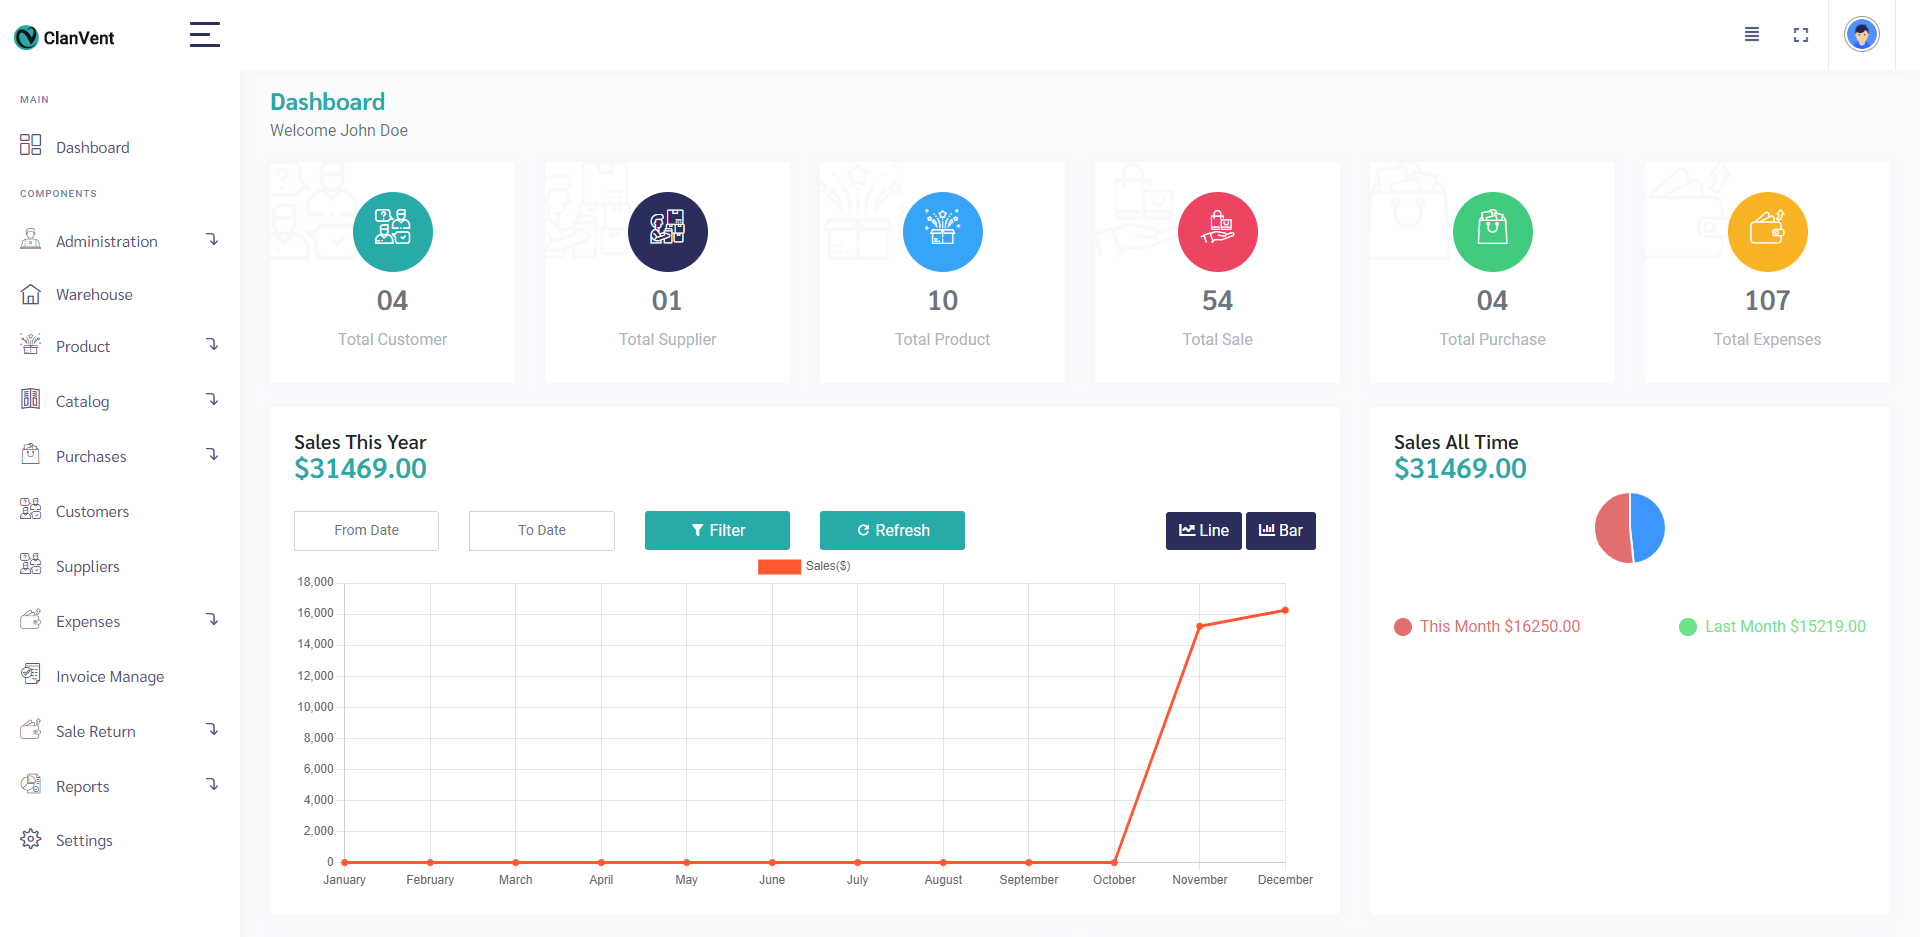 ClanVent
MAIN
Dashboard
COMPONENTS
Administration
Warehouse
Product
Catalog
Purchases
Customers
Suppliers
Expenses
Invoice Manage
Sale Return
Reports
Settings
Dashboard
Welcome John Doe
04
Total Customer
01
Total Supplier
10
Total Product
54
Total Sale
04
Total Purchase
107
Total Expenses
Sales This Year
$31469.00
From Date
To Date
Filter
Refresh
Line
Bar
Sales($)
18,000
16,000
14,000
12,000
10,000
8,000
6,000
4,000
2,000
0
January February March April May June July August September October November December
Sales All Time
$31469.00
This Month $16250.00
Last Month $15219.00